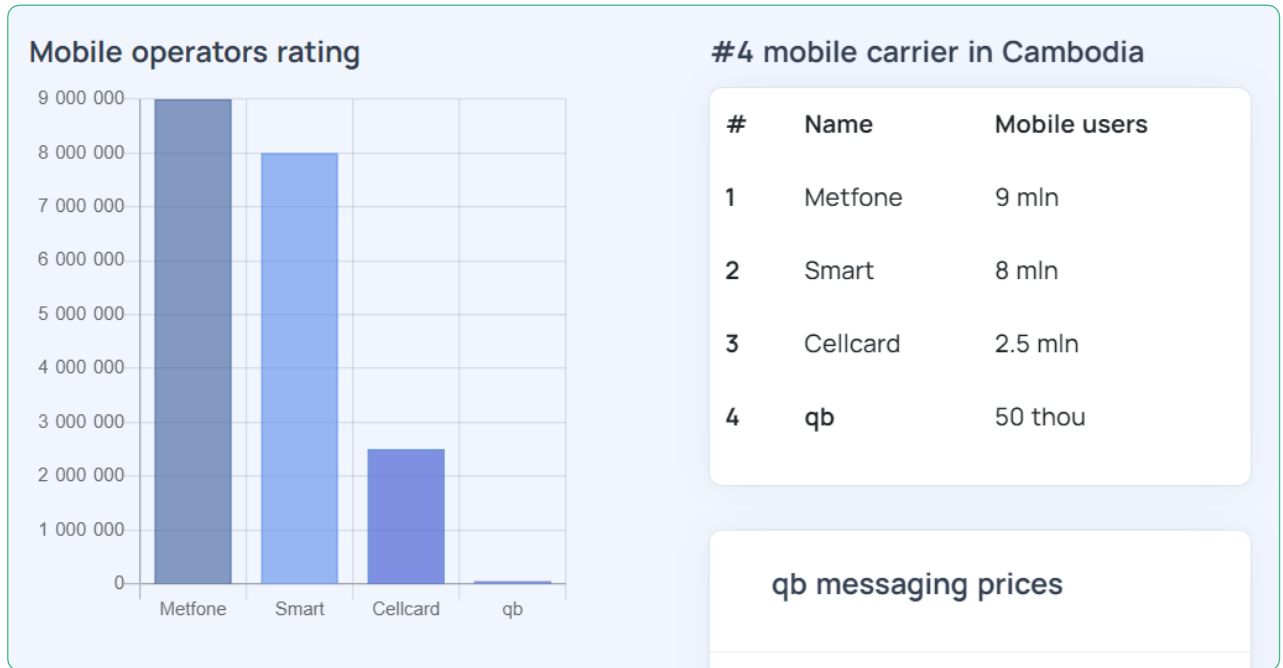 Mobile operators rating
9 000 000
8 000 000
7 000 000
6 000 000
5 000 000
4 000 000
3 000 000
2 000 000
1 000 000
0
Metfone Smart Cellcard qb
#4 mobile carrier in Cambodia
# Name Mobile users
1 Metfone 9 mln
2 Smart 8 mln
3 Cellcard 2.5 mln
4 qb 50 thou
qb messaging prices